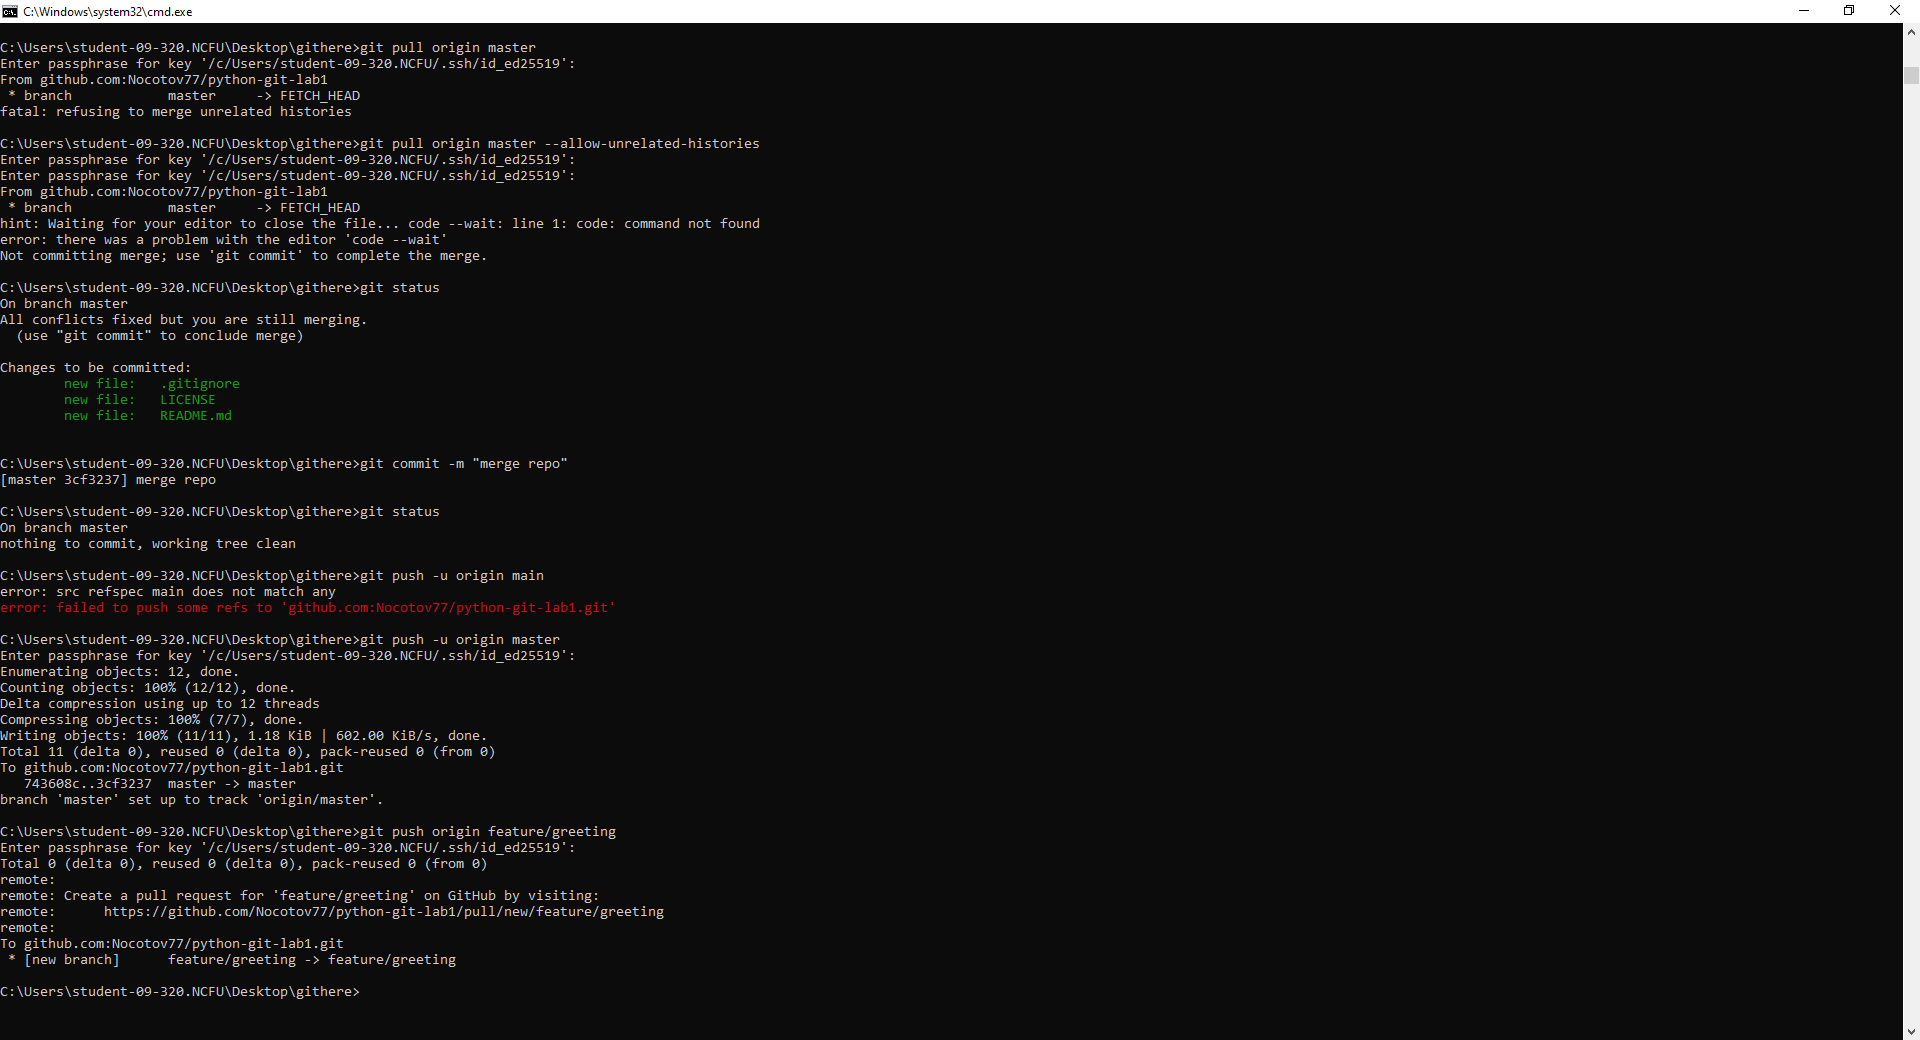 C:\Windows\system32\cmd.exe
C:\Users\student-09-320.NCFU\Desktop\githere>git pull origin master
Enter passphrase for key '/c/Users/student-09-320.NCFU/.ssh/id_ed25519':
From github.com:Nocotov77/python-git-lab1
 * branch            master     -> FETCH_HEAD
fatal: refusing to merge unrelated histories
C:\Users\student-09-320.NCFU\Desktop\githere>git pull origin master --allow-unrelated-histories
Enter passphrase for key '/c/Users/student-09-320.NCFU/.ssh/id_ed25519':
Enter passphrase for key '/c/Users/student-09-320.NCFU/.ssh/id_ed25519':
From github.com:Nocotov77/python-git-lab1
 * branch            master     -> FETCH_HEAD
hint: Waiting for your editor to close the file... code --wait: line 1: code: command not found
error: there was a problem with the editor 'code --wait'
Not committing merge; use 'git commit' to complete the merge.
C:\Users\student-09-320.NCFU\Desktop\githere>git status
On branch master
All conflicts fixed but you are still merging.
  (use "git commit" to conclude merge)
Changes to be committed:
        new file:   .gitignore
        new file:   LICENSE
        new file:   README.md
C:\Users\student-09-320.NCFU\Desktop\githere>git commit -m "merge repo"
[master 3cf3237] merge repo
C:\Users\student-09-320.NCFU\Desktop\githere>git status
On branch master
nothing to commit, working tree clean
C:\Users\student-09-320.NCFU\Desktop\githere>git push -u origin main
error: src refspec main does not match any
error: failed to push some refs to 'github.com:Nocotov77/python-git-lab1.git'
C:\Users\student-09-320.NCFU\Desktop\githere>git push -u origin master
Enter passphrase for key '/c/Users/student-09-320.NCFU/.ssh/id_ed25519':
Enumerating objects: 12, done.
Counting objects: 100% (12/12), done.
Delta compression using up to 12 threads
Compressing objects: 100% (7/7), done.
Writing objects: 100% (11/11), 1.18 KiB | 602.00 KiB/s, done.
Total 11 (delta 0), reused 0 (delta 0), pack-reused 0 (from 0)
To github.com:Nocotov77/python-git-lab1.git
   743608c..3cf3237  master -> master
branch 'master' set up to track 'origin/master'.
C:\Users\student-09-320.NCFU\Desktop\githere>git push origin feature/greeting
Enter passphrase for key '/c/Users/student-09-320.NCFU/.ssh/id_ed25519':
Total 0 (delta 0), reused 0 (delta 0), pack-reused 0 (from 0)
remote:
remote: Create a pull request for 'feature/greeting' on GitHub by visiting:
remote:      https://github.com/Nocotov77/python-git-lab1/pull/new/feature/greeting
remote:
To github.com:Nocotov77/python-git-lab1.git
 * [new branch]      feature/greeting -> feature/greeting
C:\Users\student-09-320.NCFU\Desktop\githere>